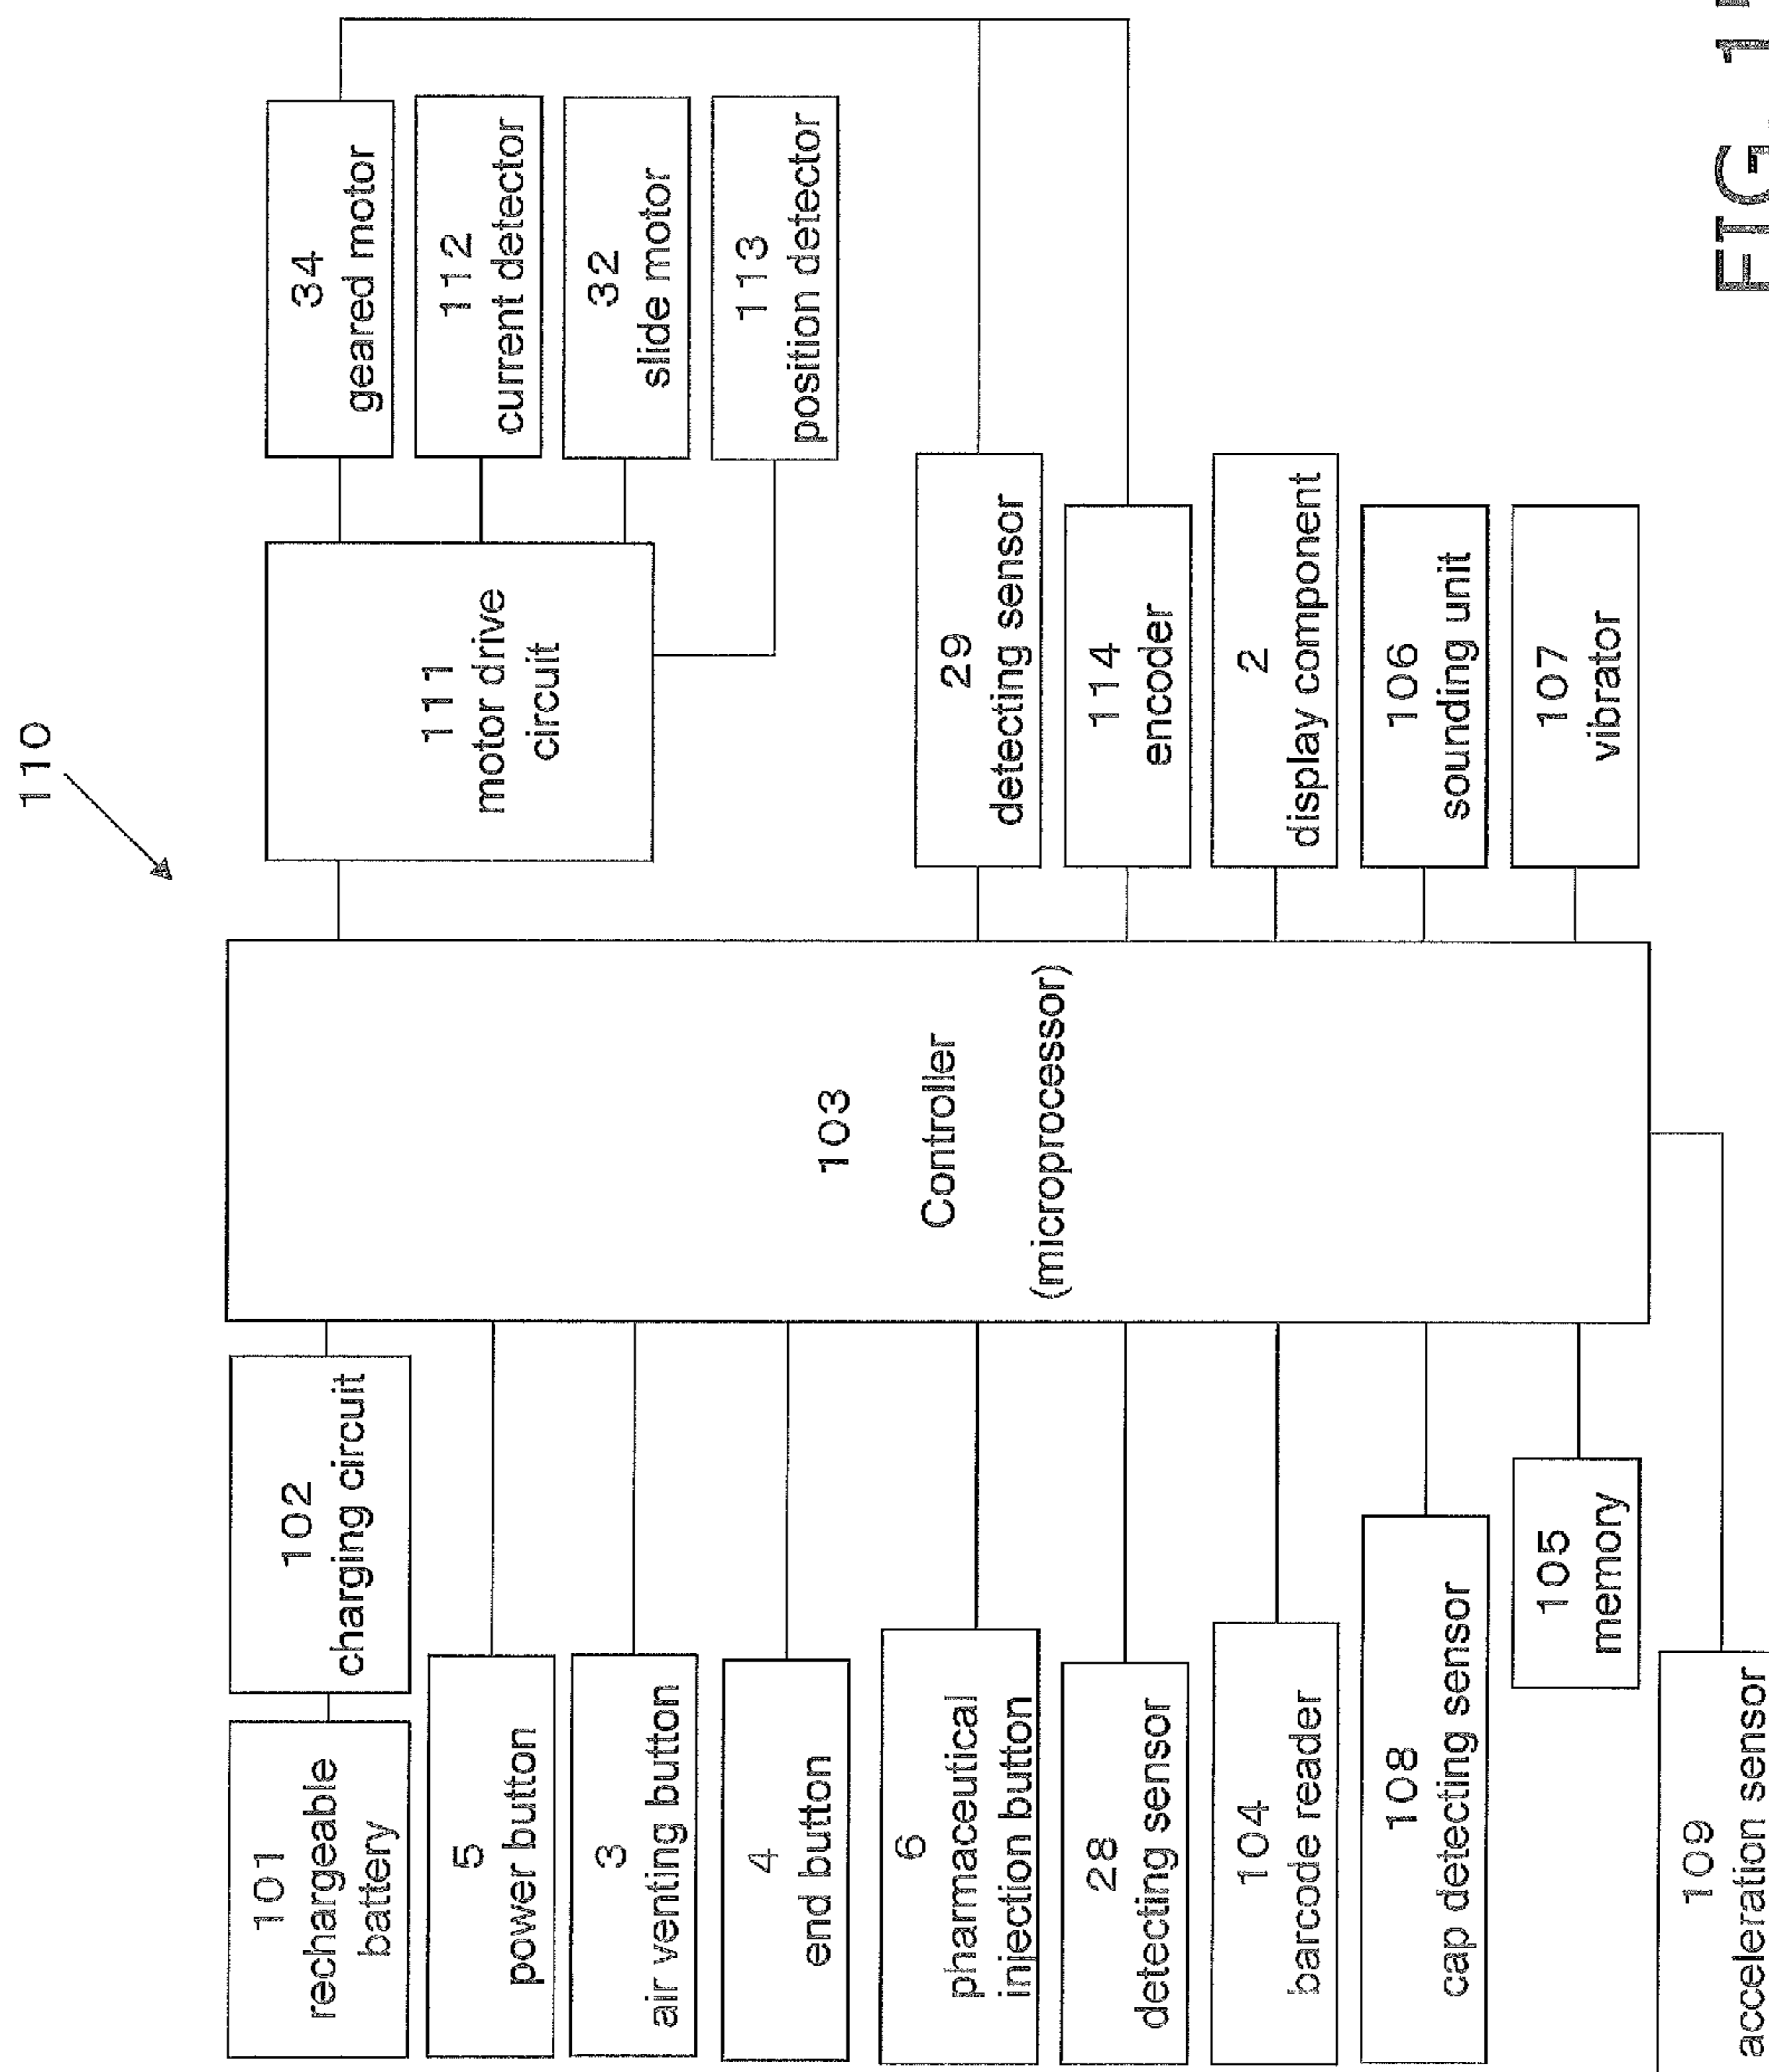 110
101
rechargeable
battery
102
charging circuit
5
power button
3
air venting button
4
end button
6
pharmaceutical
injection button
28
detecting sensor
104
barcode reader
108
cap detecting sensor
105
memory
109
acceleration sensor
103
Controller
(microprocessor)
111
motor drive
circuit
34
geared motor
112
current detector
32
slide motor
113
position detector
29
detecting sensor
114
encoder
2
display component
106
sounding unit
107
vibrator
FIG.